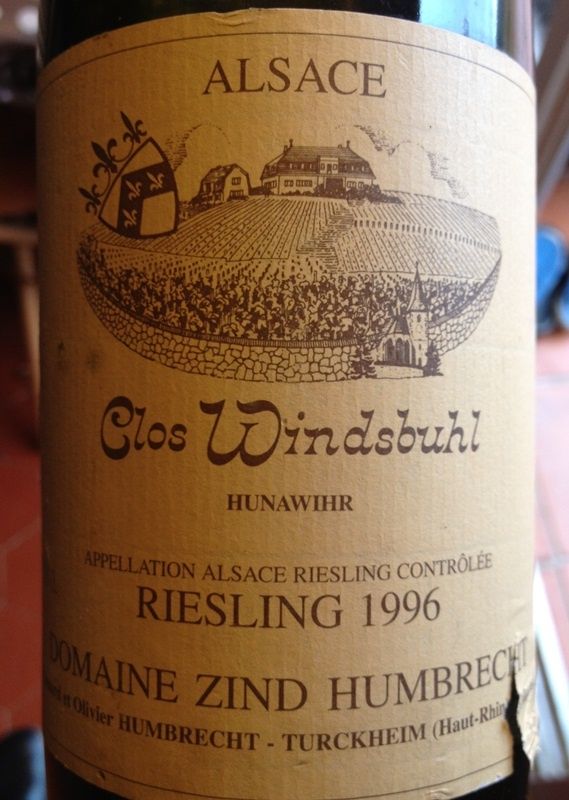 ALSACE
Clos Windsbuhl
HUNAWIHR
APPELLATION ALSACE RIESLING CONTRÔLÉE
RIESLING 1996
DOMAINE ZIND HUMBRECHT
et Olivier HUMBRECHT - TURCKHEIM (Haut-Rhin